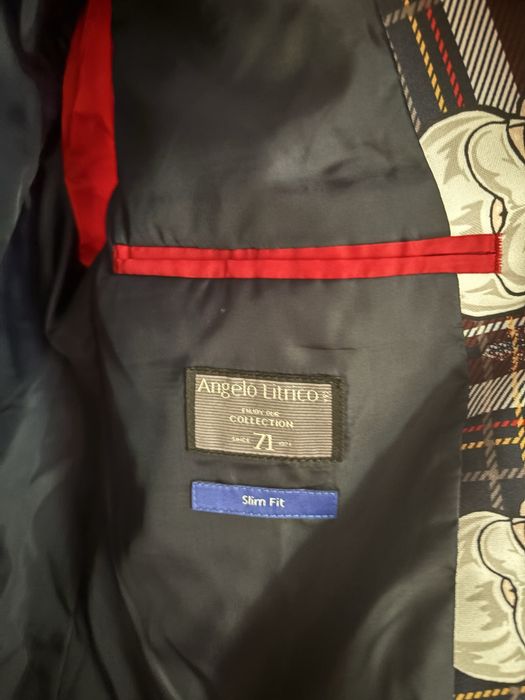 Angelo Litrico
ENJOY OUR
COLLECTION
SINCE 71
Slim Fit